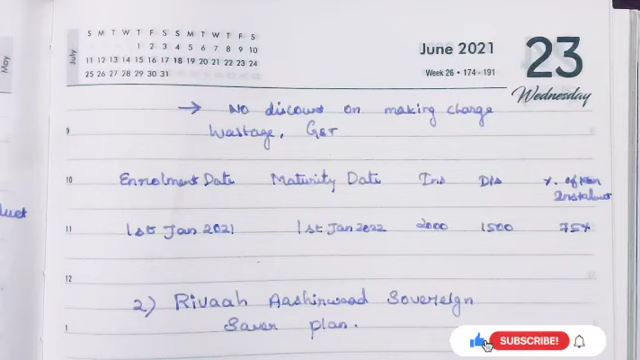 May
July
S M T W T F S S M T W T F S
1 2 3 4 5 6 7 8 9 10
11 12 13 14 15 16 17 18 19 20 21 22 23 24
25 26 27 28 29 30 31
June 2021
Week 26 • 174 - 191
23
Wednesday
→ No discount on making charge
9
Wastage, GST
10
Enrolment Date Maturity Date Ins Dis %. of Mon
Instalment
duct
11
1st Jan 2021 1st Jan 2022 2000 1500 75%
12
2) Rivaah Aashirwaad Sovereign
1
Saver plan.
SUBSCRIBE!